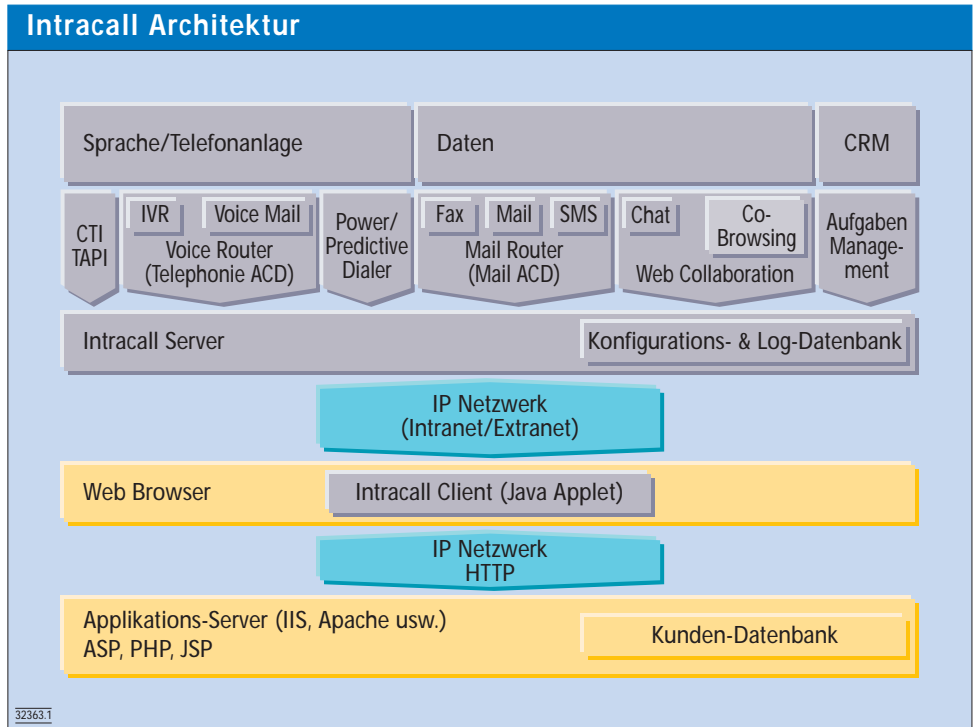 Intracall Architektur
Sprache/Telefonanlage
Daten
CRM
CTI
TAPI
IVR
Voice Mail
Voice Router
(Telephonie ACD)
Power/
Predictive
Dialer
Fax
Mail
SMS
Mail Router
(Mail ACD)
Chat
Co-
Browsing
Web Collaboration
Aufgaben
Manage-
ment
Intracall Server
Konfigurations- & Log-Datenbank
IP Netzwerk
(Intranet/Extranet)
Web Browser
Intracall Client (Java Applet)
IP Netzwerk
HTTP
Applikations-Server (IIS, Apache usw.)
ASP, PHP, JSP
Kunden-Datenbank
32363.1